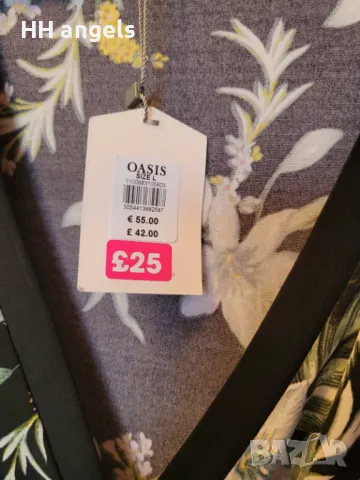 HH angels
OASIS
SIZE L
€ 55.00
£ 42.00
£25
BAZAR